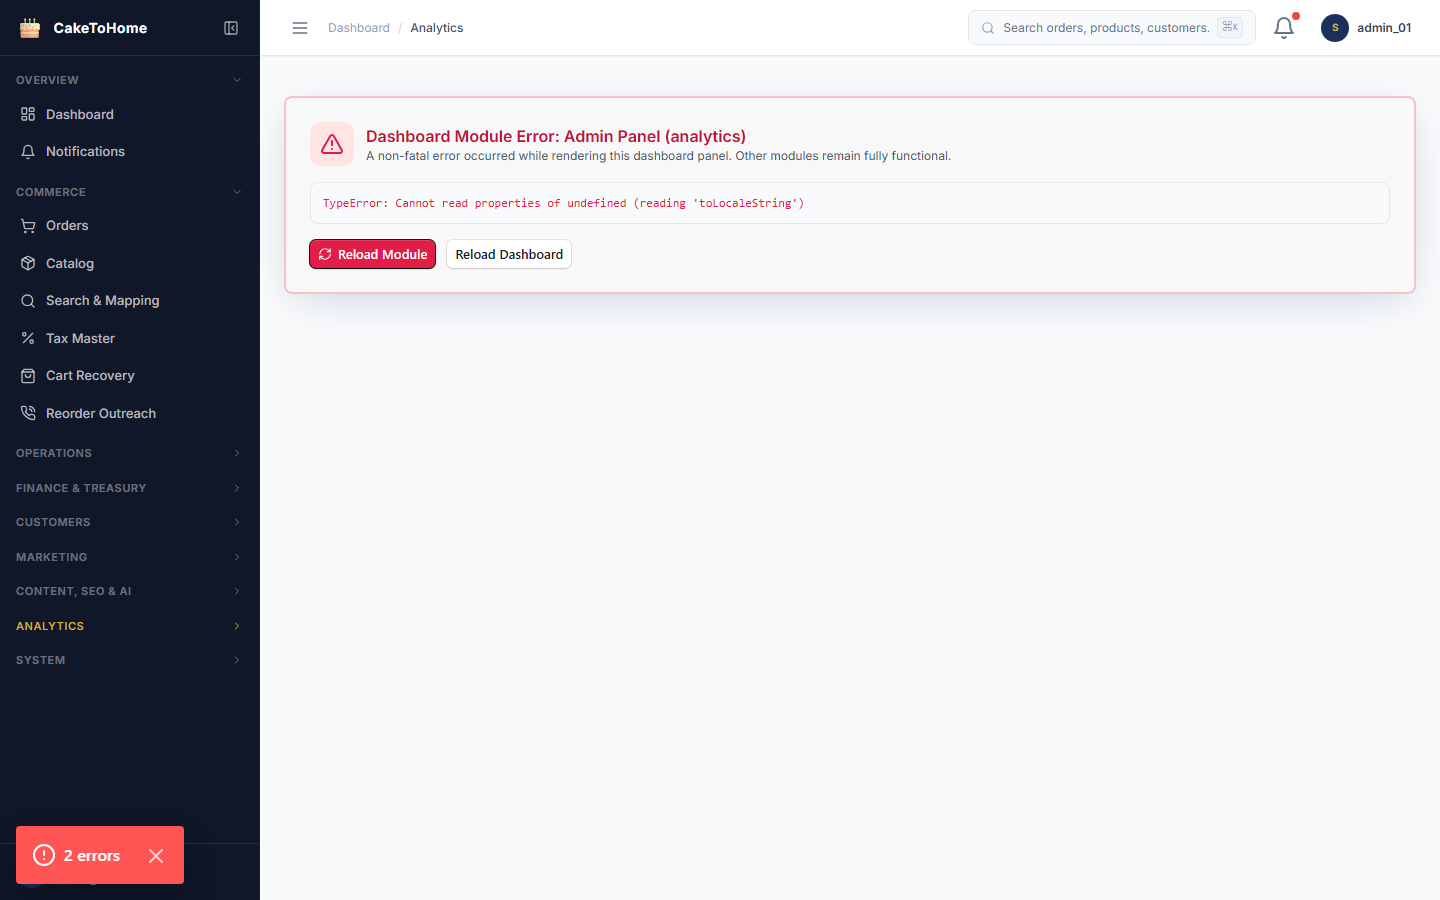 CakeToHome
Dashboard / Analytics
Search orders, products, customers.
⌘K
S
admin_01
OVERVIEW
Dashboard
Notifications
COMMERCE
Orders
Catalog
Search & Mapping
Tax Master
Cart Recovery
Reorder Outreach
OPERATIONS
FINANCE & TREASURY
CUSTOMERS
MARKETING
CONTENT, SEO & AI
ANALYTICS
SYSTEM
2 errors
Dashboard Module Error: Admin Panel (analytics)
A non-fatal error occurred while rendering this dashboard panel. Other modules remain fully functional.
TypeError: Cannot read properties of undefined (reading 'toLocaleString')
Reload Module
Reload Dashboard